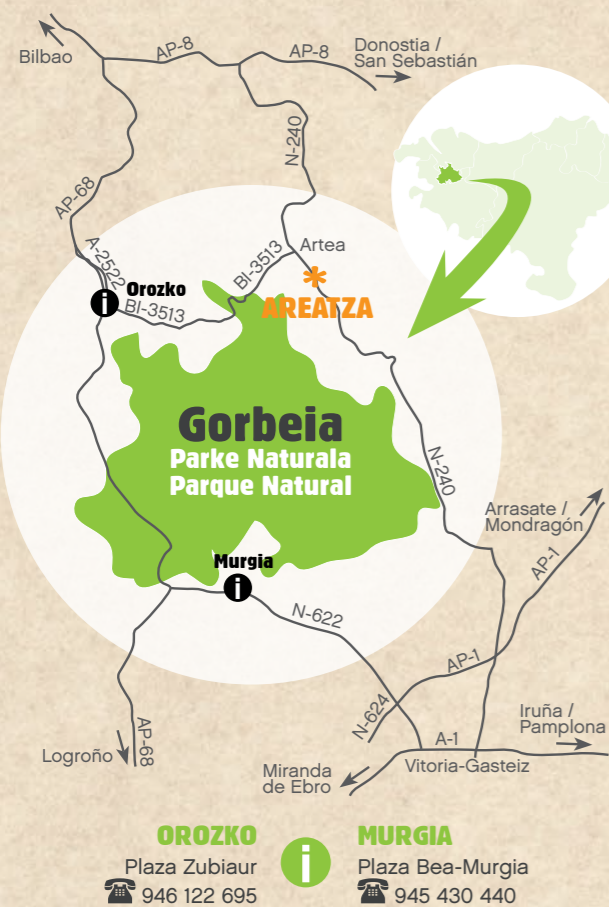 Bilbao
AP-8
AP-8
Donostia /
San Sebastián
N-240
AP-68
A-2522
Orozko
i
BI-3513
BI-3513
Artea
*
AREATZA
Gorbeia
Parke Naturala
Parque Natural
N-240
Arrasate /
Mondragón
AP-1
Murgia
i
N-622
AP-1
N-624
Iruña /
Pamplona
A-1
Logroño
AP-68
Miranda
de Ebro
Vitoria-Gasteiz
OROZKO
Plaza Zubiaur
☎ 946 122 695
i
MURGIA
Plaza Bea-Murgia
☎ 945 430 440